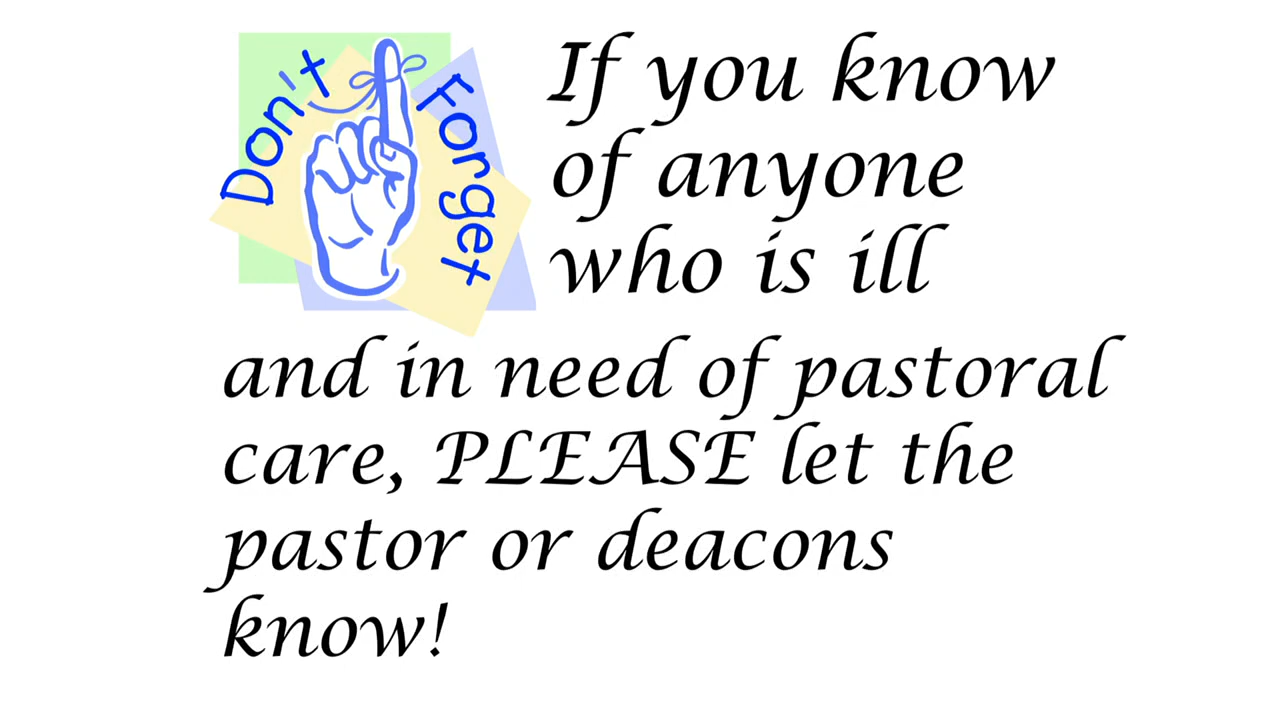 Don't Forget
If you know
of anyone
who is ill
and in need of pastoral
care, PLEASE let the
pastor or deacons
know!